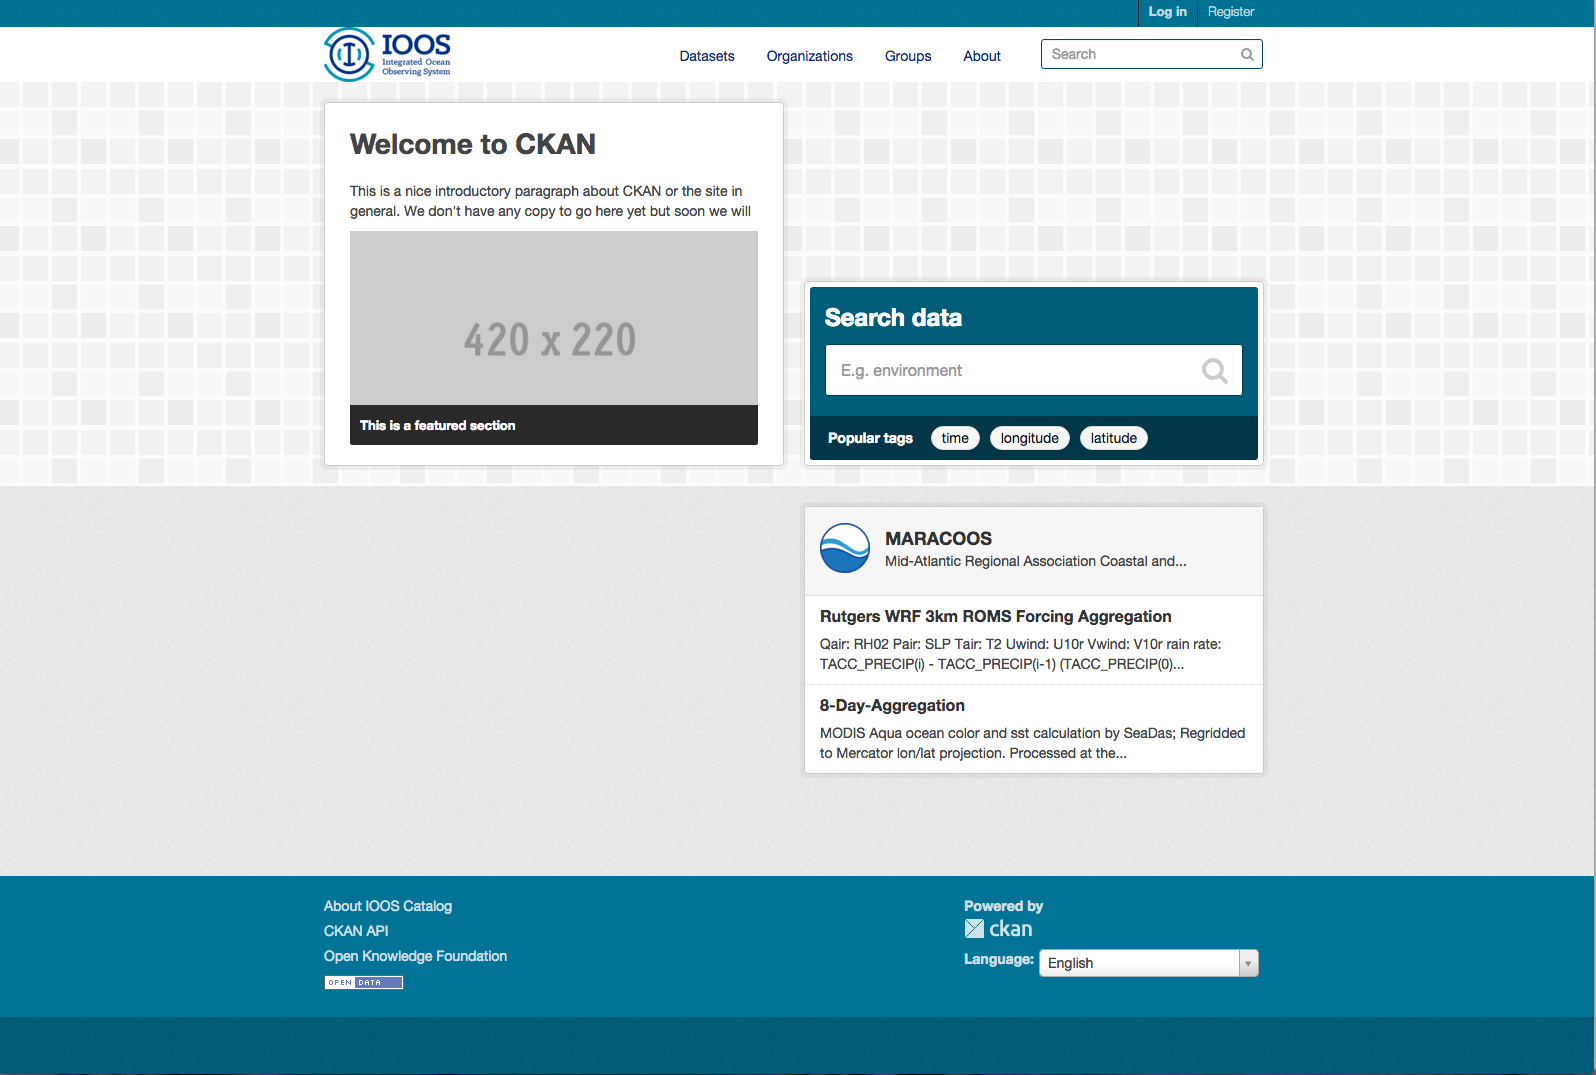 Log in Register
IOOS
Integrated Ocean
Observing System
Datasets Organizations Groups About Search
Welcome to CKAN
This is a nice introductory paragraph about CKAN or the site in
general. We don't have any copy to go here yet but soon we will
420 x 220
This is a featured section
Search data
E.g. environment
Popular tags time longitude latitude
MARACOOS
Mid-Atlantic Regional Association Coastal and...
Rutgers WRF 3km ROMS Forcing Aggregation
Qair: RH02 Pair: SLP Tair: T2 Uwind: U10r Vwind: V10r rain rate:
TACC_PRECIP(i) - TACC_PRECIP(i-1) (TACC_PRECIP(0)...
8-Day-Aggregation
MODIS Aqua ocean color and sst calculation by SeaDas; Regridded
to Mercator lon/lat projection. Processed at the...
About IOOS Catalog
CKAN API
Open Knowledge Foundation
OPEN DATA
Powered by
ckan
Language: English